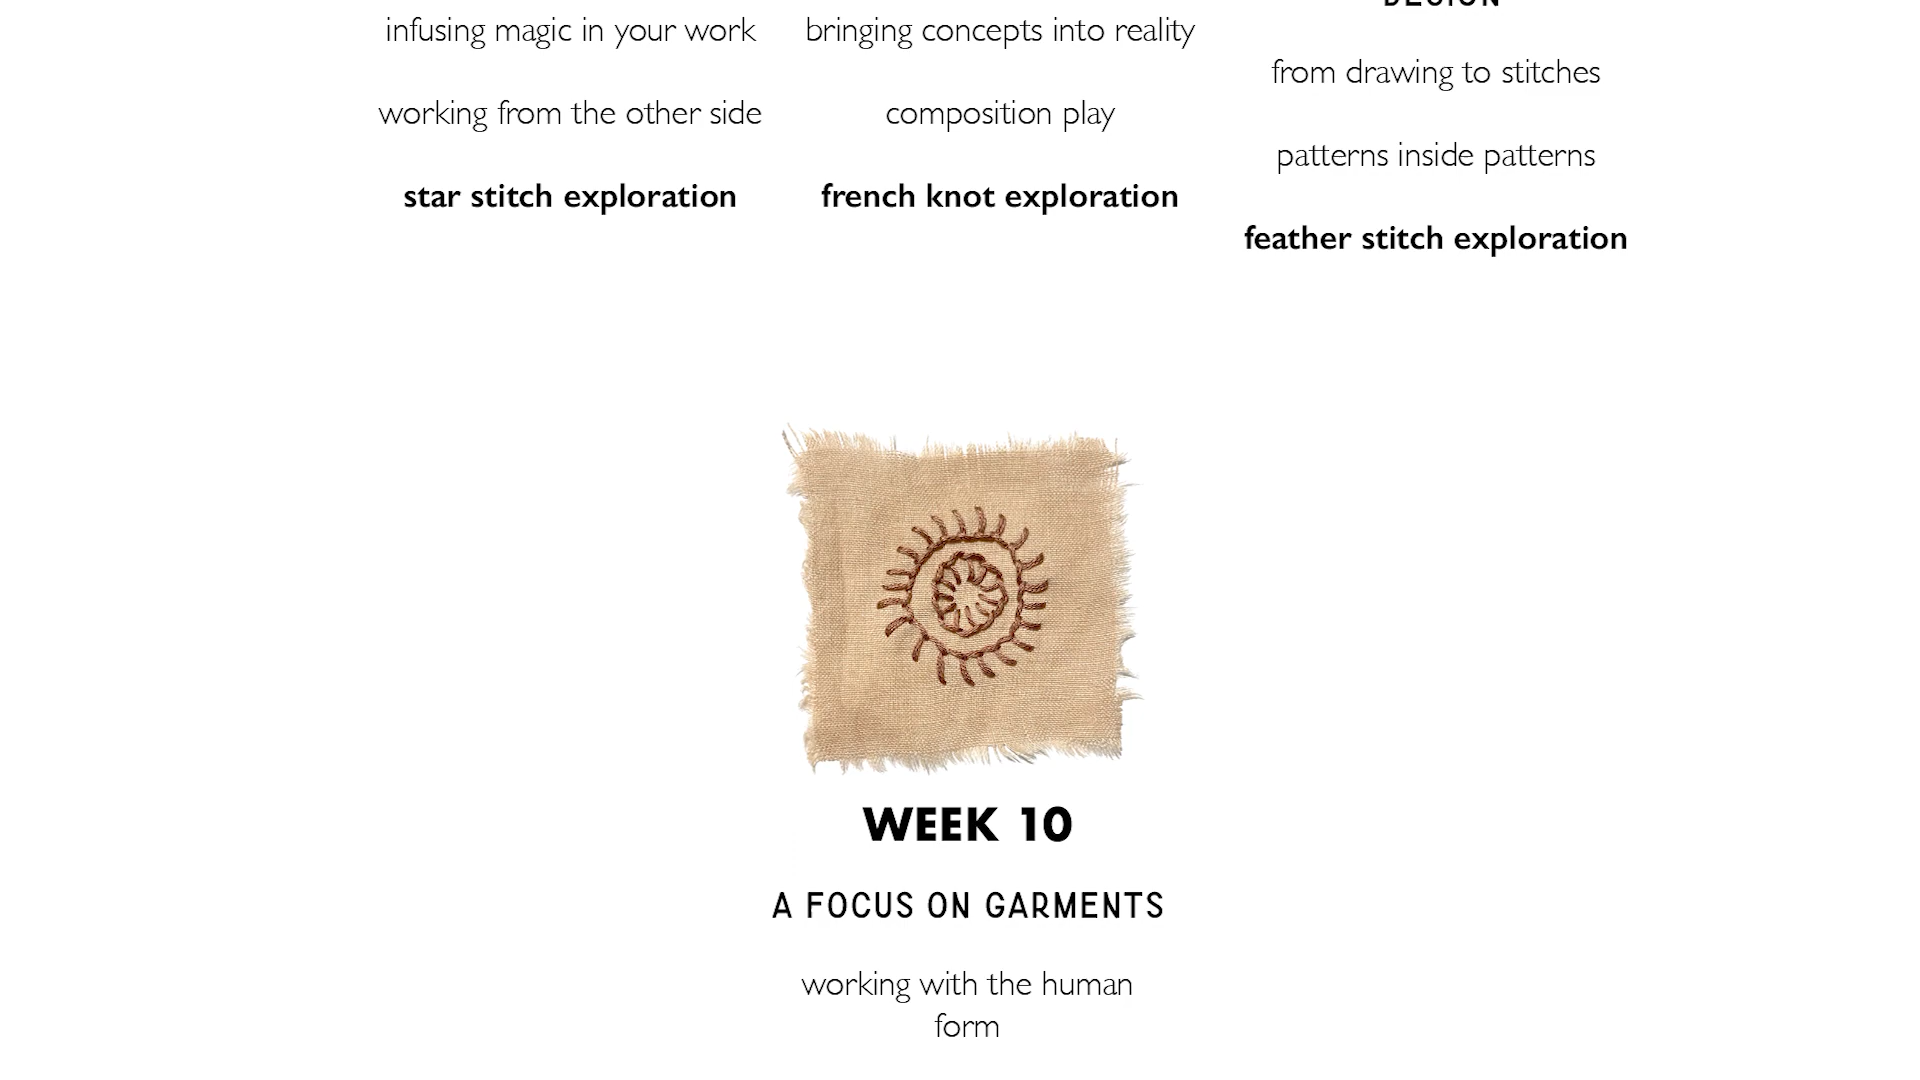 infusing magic in your work
working from the other side
star stitch exploration
bringing concepts into reality
composition play
french knot exploration
DESIGN
from drawing to stitches
patterns inside patterns
feather stitch exploration
WEEK 10
A FOCUS ON GARMENTS
working with the human
form